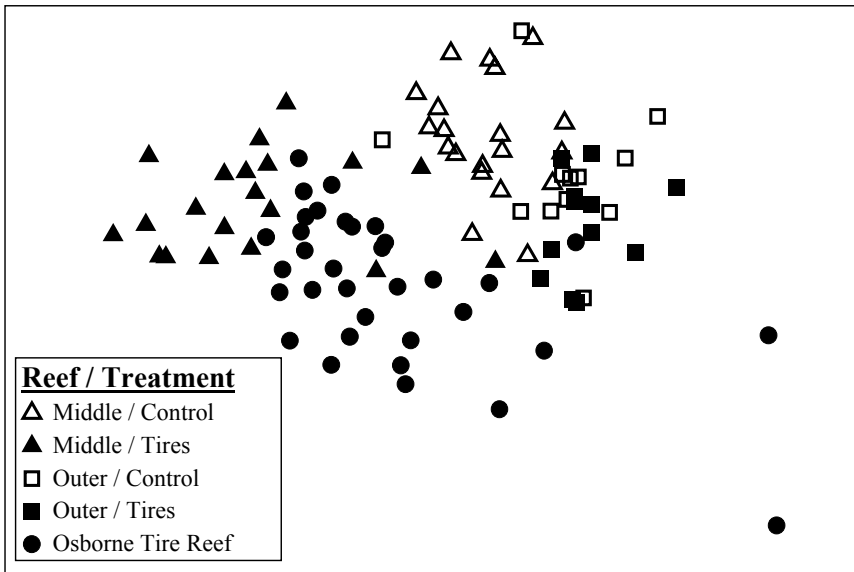 Reef / Treatment
Middle / Control
Middle / Tires
Outer / Control
Outer / Tires
Osborne Tire Reef